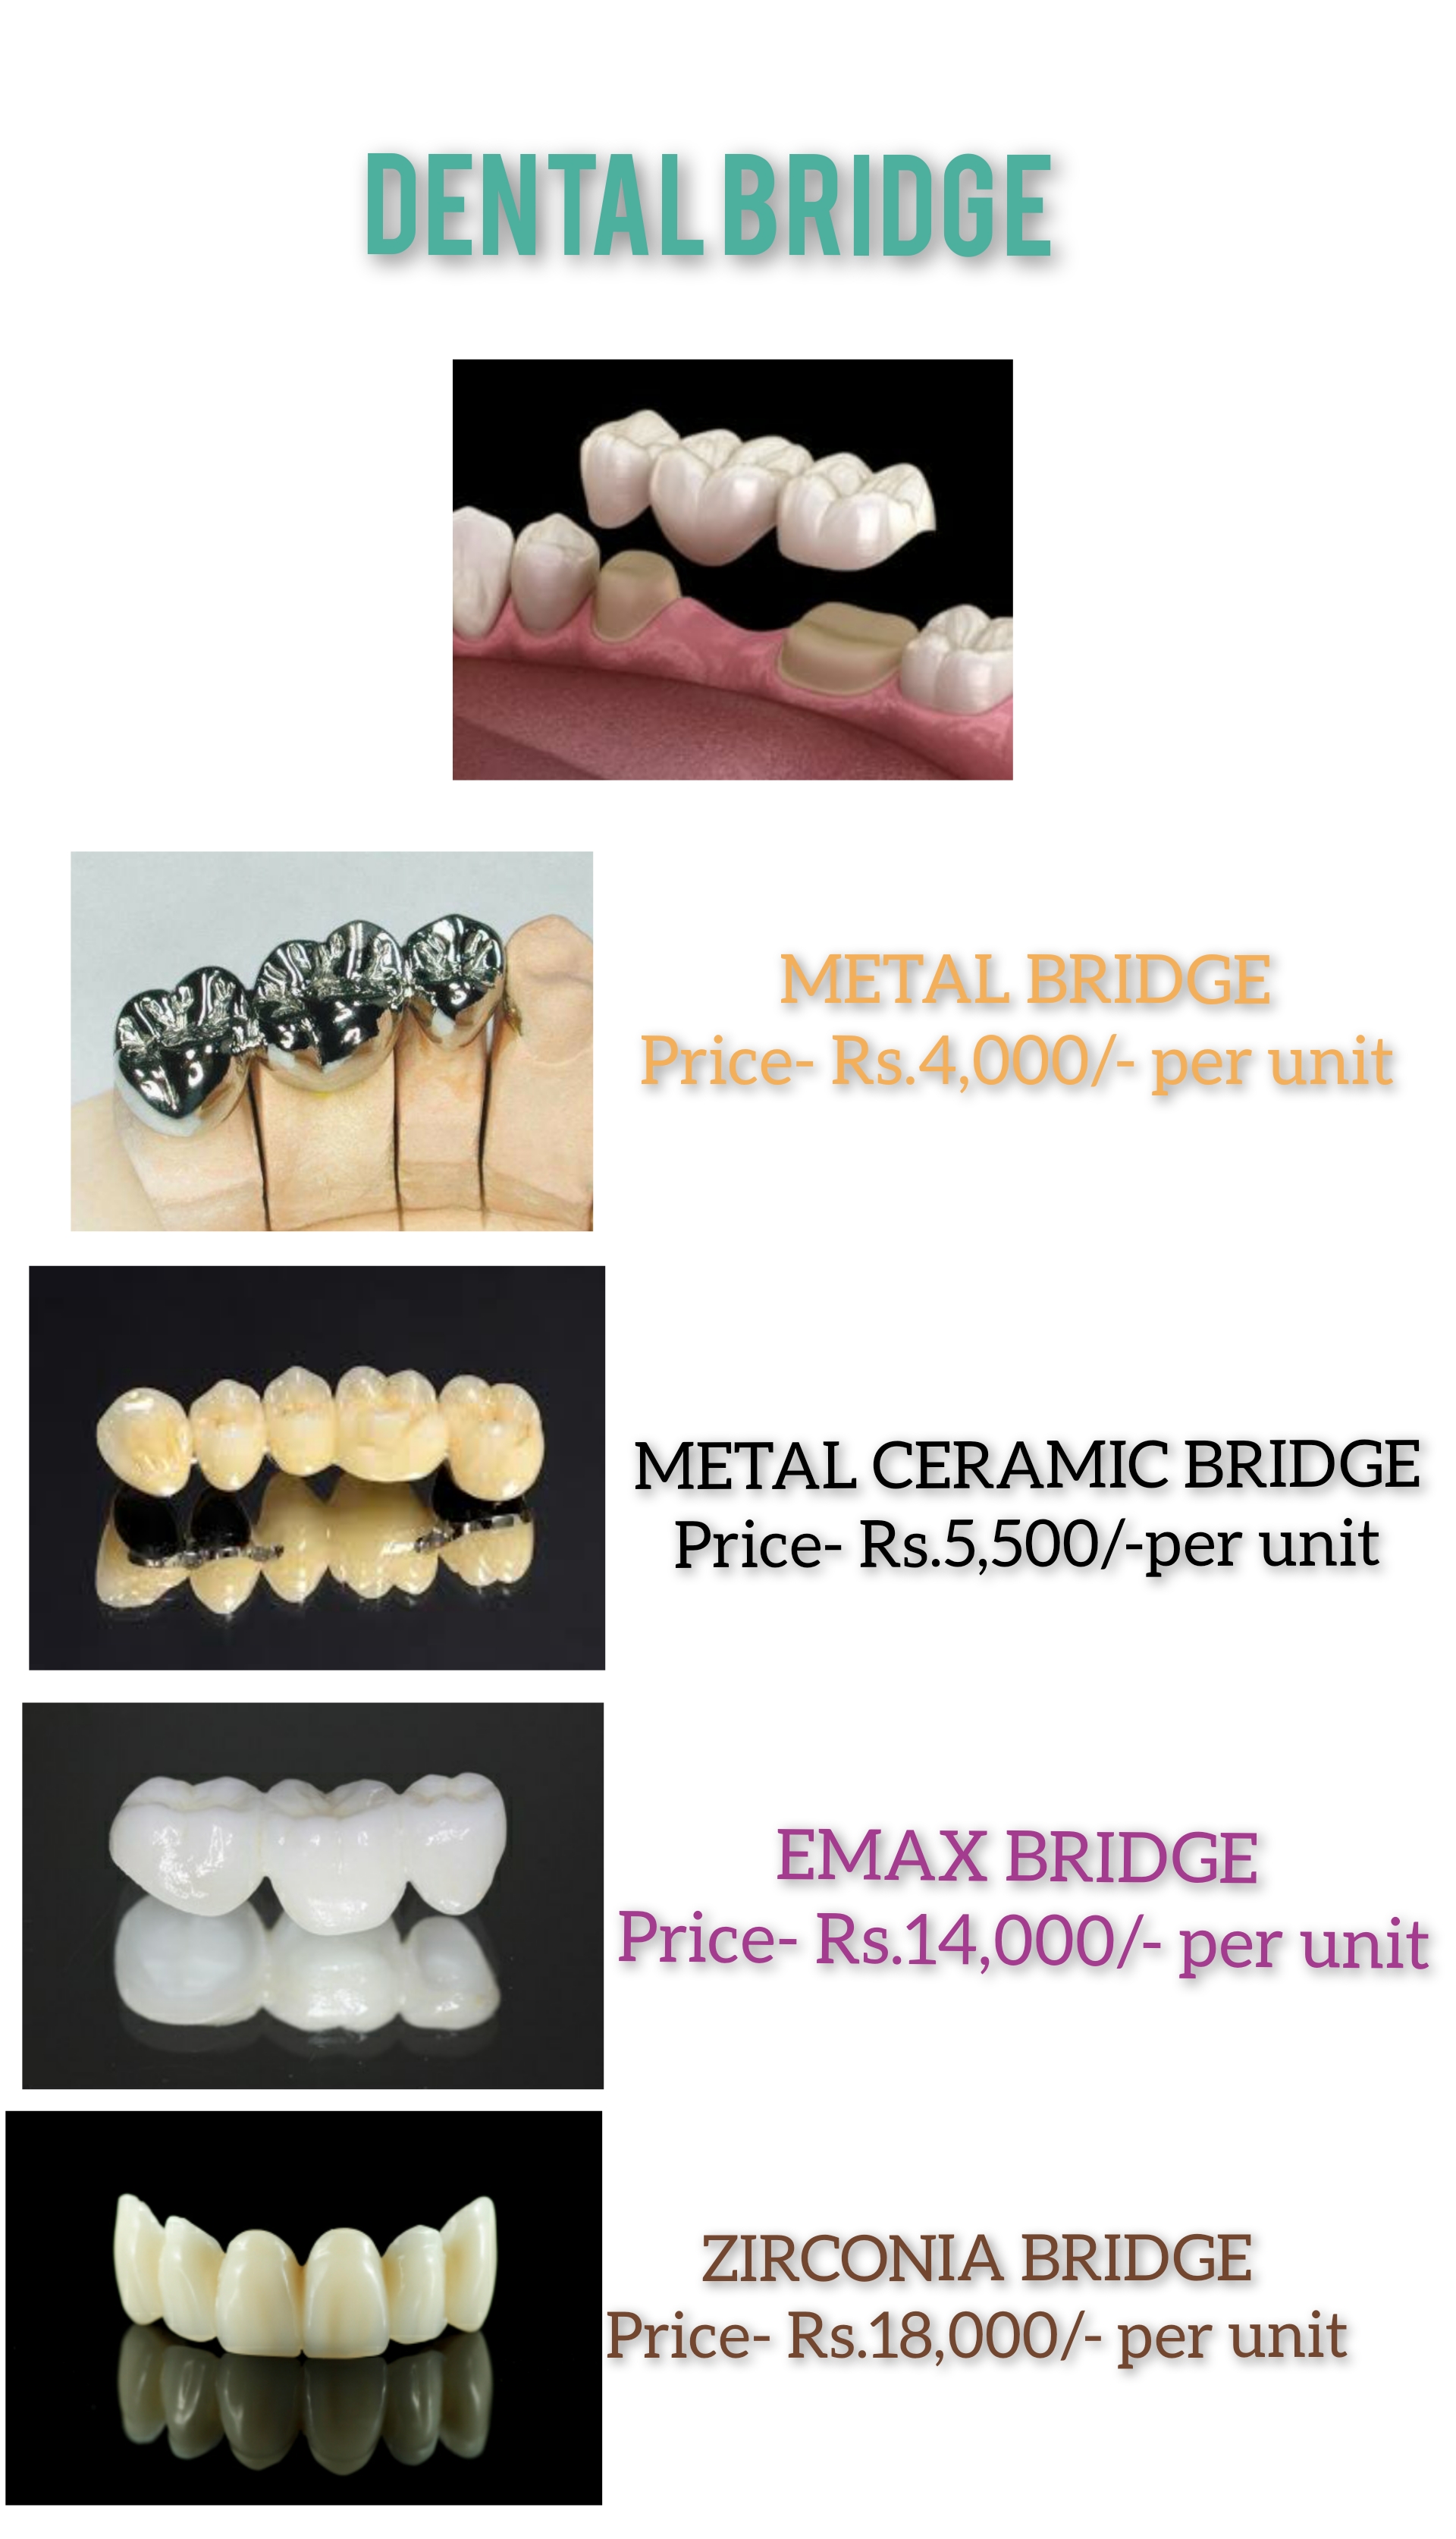 DENTAL BRIDGE
METAL BRIDGE
Price- Rs.4,000/- per unit
METAL CERAMIC BRIDGE
Price- Rs.5,500/-per unit
EMAX BRIDGE
Price- Rs.14,000/- per unit
ZIRCONIA BRIDGE
Price- Rs.18,000/- per unit